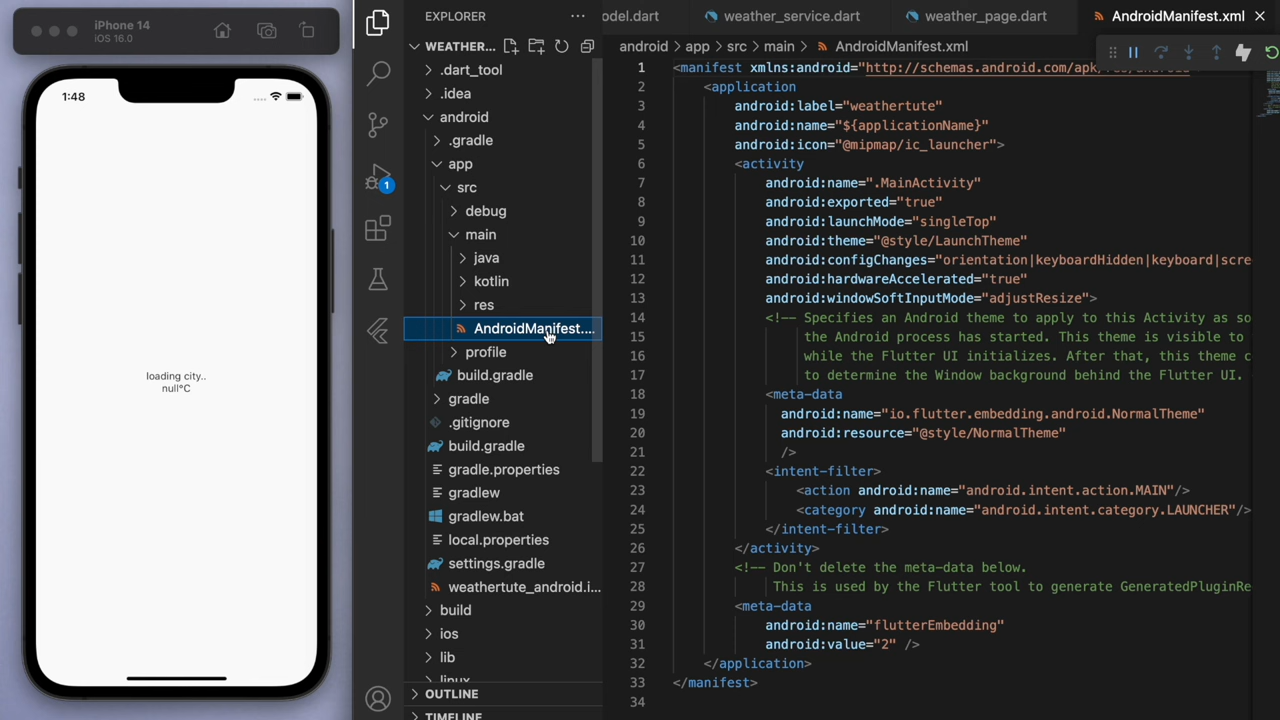 iPhone 14
iOS 16.0
1:48
loading city..
null°C
1
EXPLORER
WEATHER...
.dart_tool
.idea
android
.gradle
app
src
debug
main
java
kotlin
res
AndroidManifest....
profile
build.gradle
gradle
.gitignore
build.gradle
gradle.properties
gradlew
gradlew.bat
local.properties
settings.gradle
weathertute_android.i...
build
ios
lib
linux
OUTLINE
TIMELINE
odel.dart
weather_service.dart
weather_page.dart
AndroidManifest.xml
android > app > src > main > AndroidManifest.xml
1 <manifest xmlns:android="http://schemas.android.com/apk
2 <application
3 android:label="weathertute"
4 android:name="${applicationName}"
5 android:icon="@mipmap/ic_launcher">
6 <activity
7 android:name=".MainActivity"
8 android:exported="true"
9 android:launchMode="singleTop"
10 android:theme="@style/LaunchTheme"
11 android:configChanges="orientation|keyboardHidden|keyboard|scre
12 android:hardwareAccelerated="true"
13 android:windowSoftInputMode="adjustResize">
14 <!-- Specifies an Android theme to apply to this Activity as so
15 the Android process has started. This theme is visible to
16 while the Flutter UI initializes. After that, this theme c
17 to determine the Window background behind the Flutter UI.
18 <meta-data
19 android:name="io.flutter.embedding.android.NormalTheme"
20 android:resource="@style/NormalTheme"
21 />
22 <intent-filter>
23 <action android:name="android.intent.action.MAIN"/>
24 <category android:name="android.intent.category.LAUNCHER"/>
25 </intent-filter>
26 </activity>
27 <!-- Don't delete the meta-data below.
28 This is used by the Flutter tool to generate GeneratedPluginRe
29 <meta-data
30 android:name="flutterEmbedding"
31 android:value="2" />
32 </application>
33 </manifest>
34